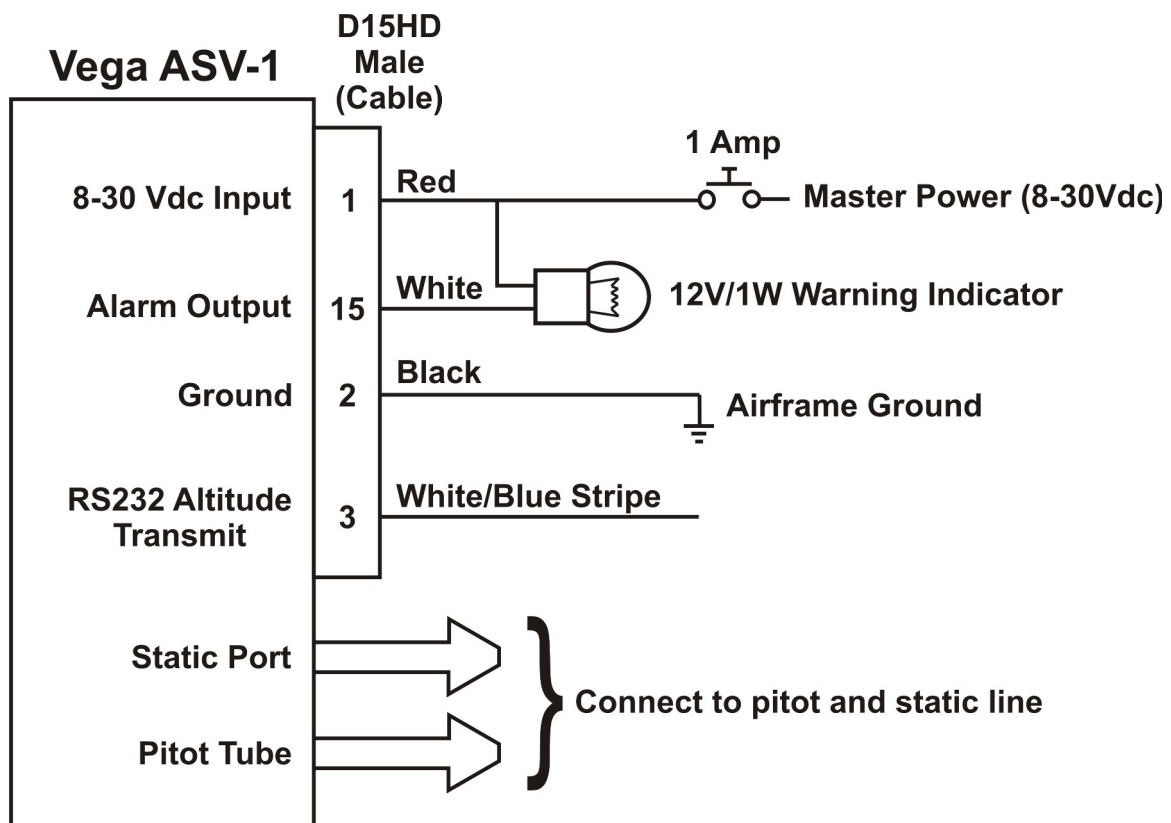 Vega ASV-1
D15HD
Male
(Cable)
8-30 Vdc Input
1
Red
1 Amp
Master Power (8-30Vdc)
Alarm Output
15
White
12V/1W Warning Indicator
Ground
2
Black
Airframe Ground
RS232 Altitude
Transmit
3
White/Blue Stripe
Static Port
Pitot Tube
Connect to pitot and static line